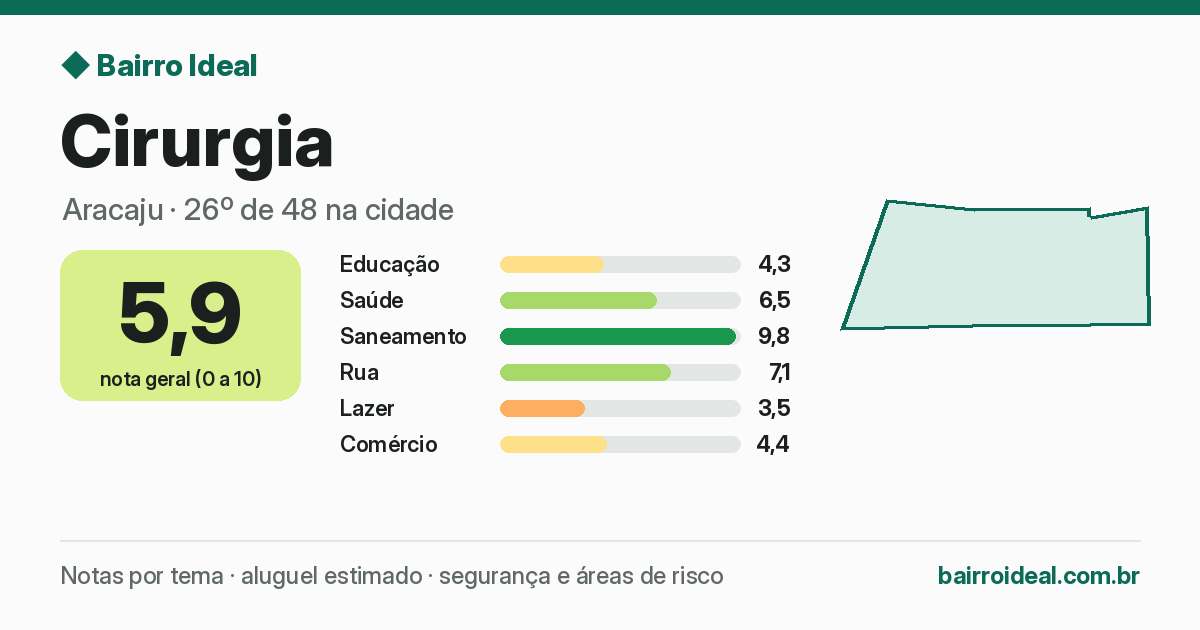 Bairro Ideal
Cirurgia
Aracaju · 26º de 48 na cidade
5,9
nota geral (0 a 10)
Educação 4,3
Saúde 6,5
Saneamento 9,8
Rua 7,1
Lazer 3,5
Comércio 4,4
Notas por tema · aluguel estimado · segurança e áreas de risco
bairroideal.com.br